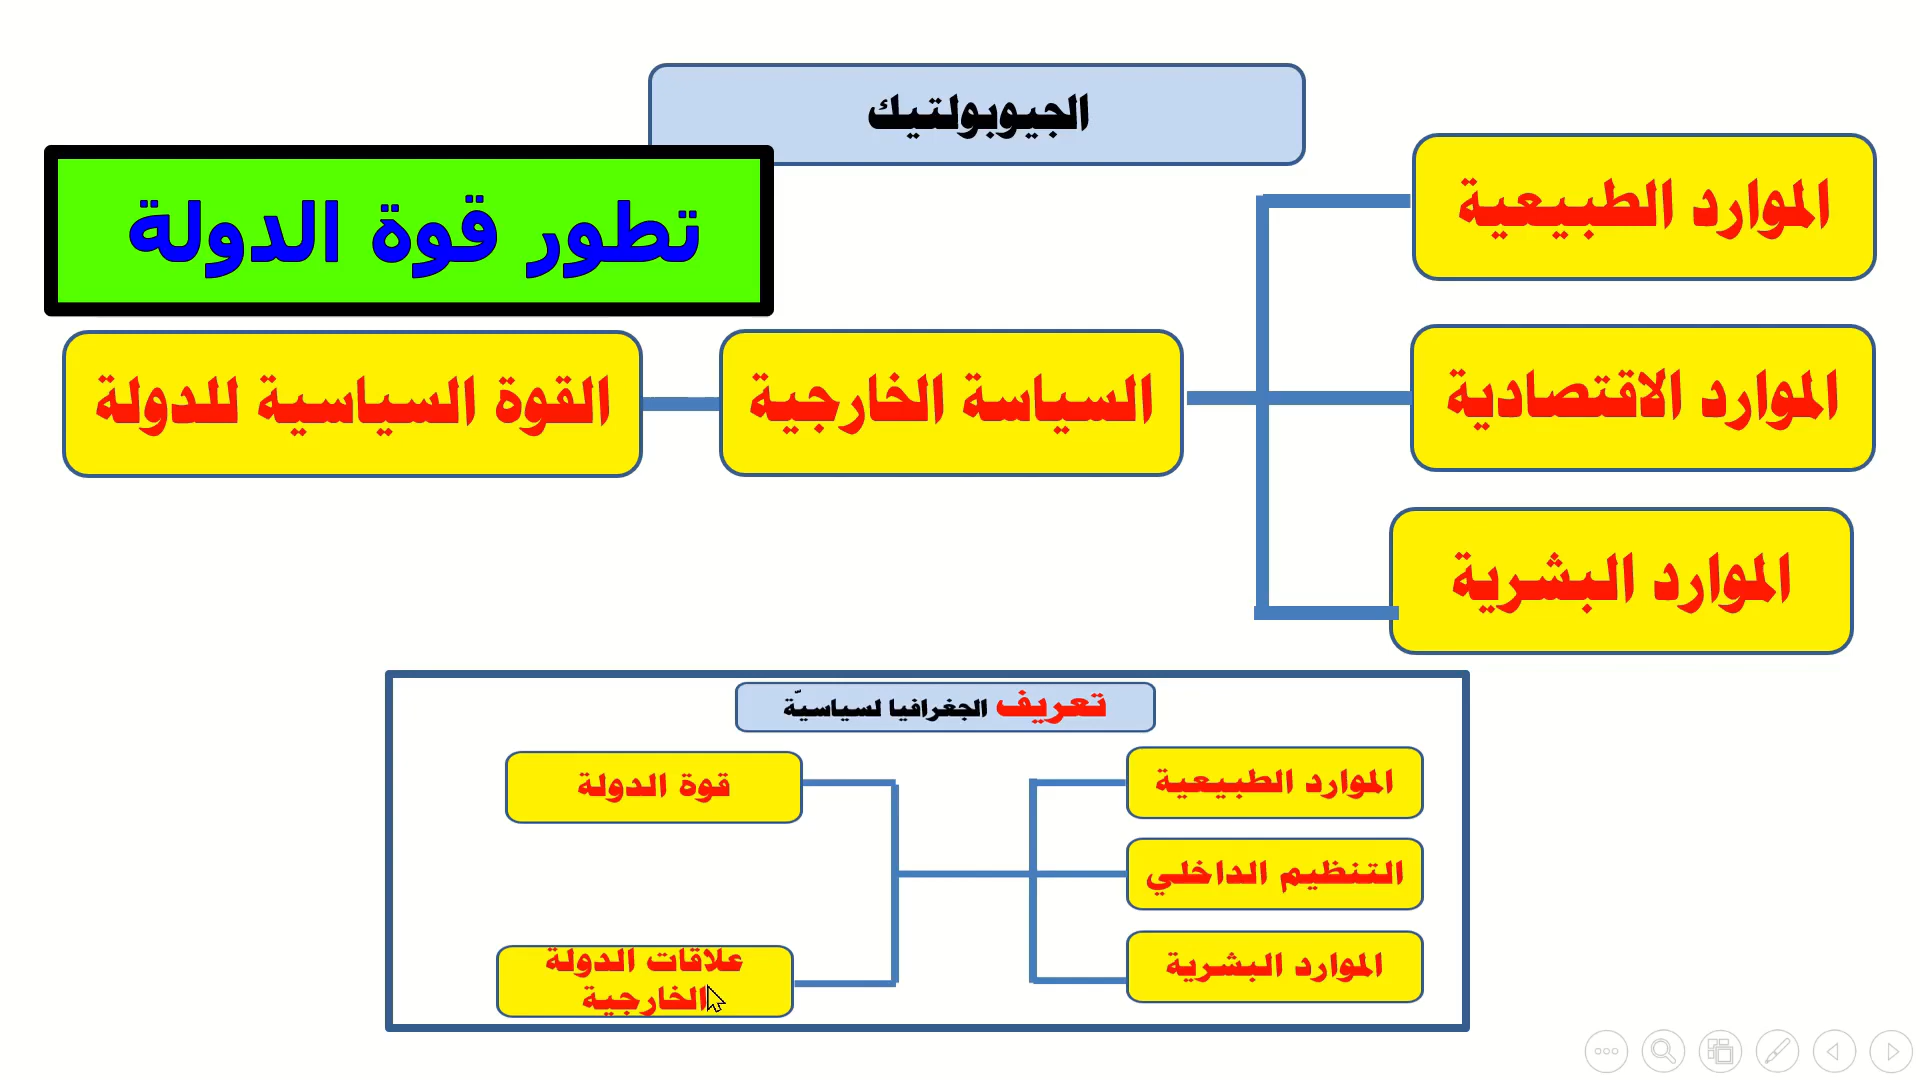 الجيوبولتيك
تطور قوة الدولة
الموارد الطبيعية
الموارد الاقتصادية
السياسة الخارجية
القوة السياسية للدولة
الموارد البشرية
تعريف الجغرافيا لسياسيّة
الموارد الطبيعية
قوة الدولة
التنظيم الداخلي
الموارد البشرية
علاقات الدولة
الخارجية